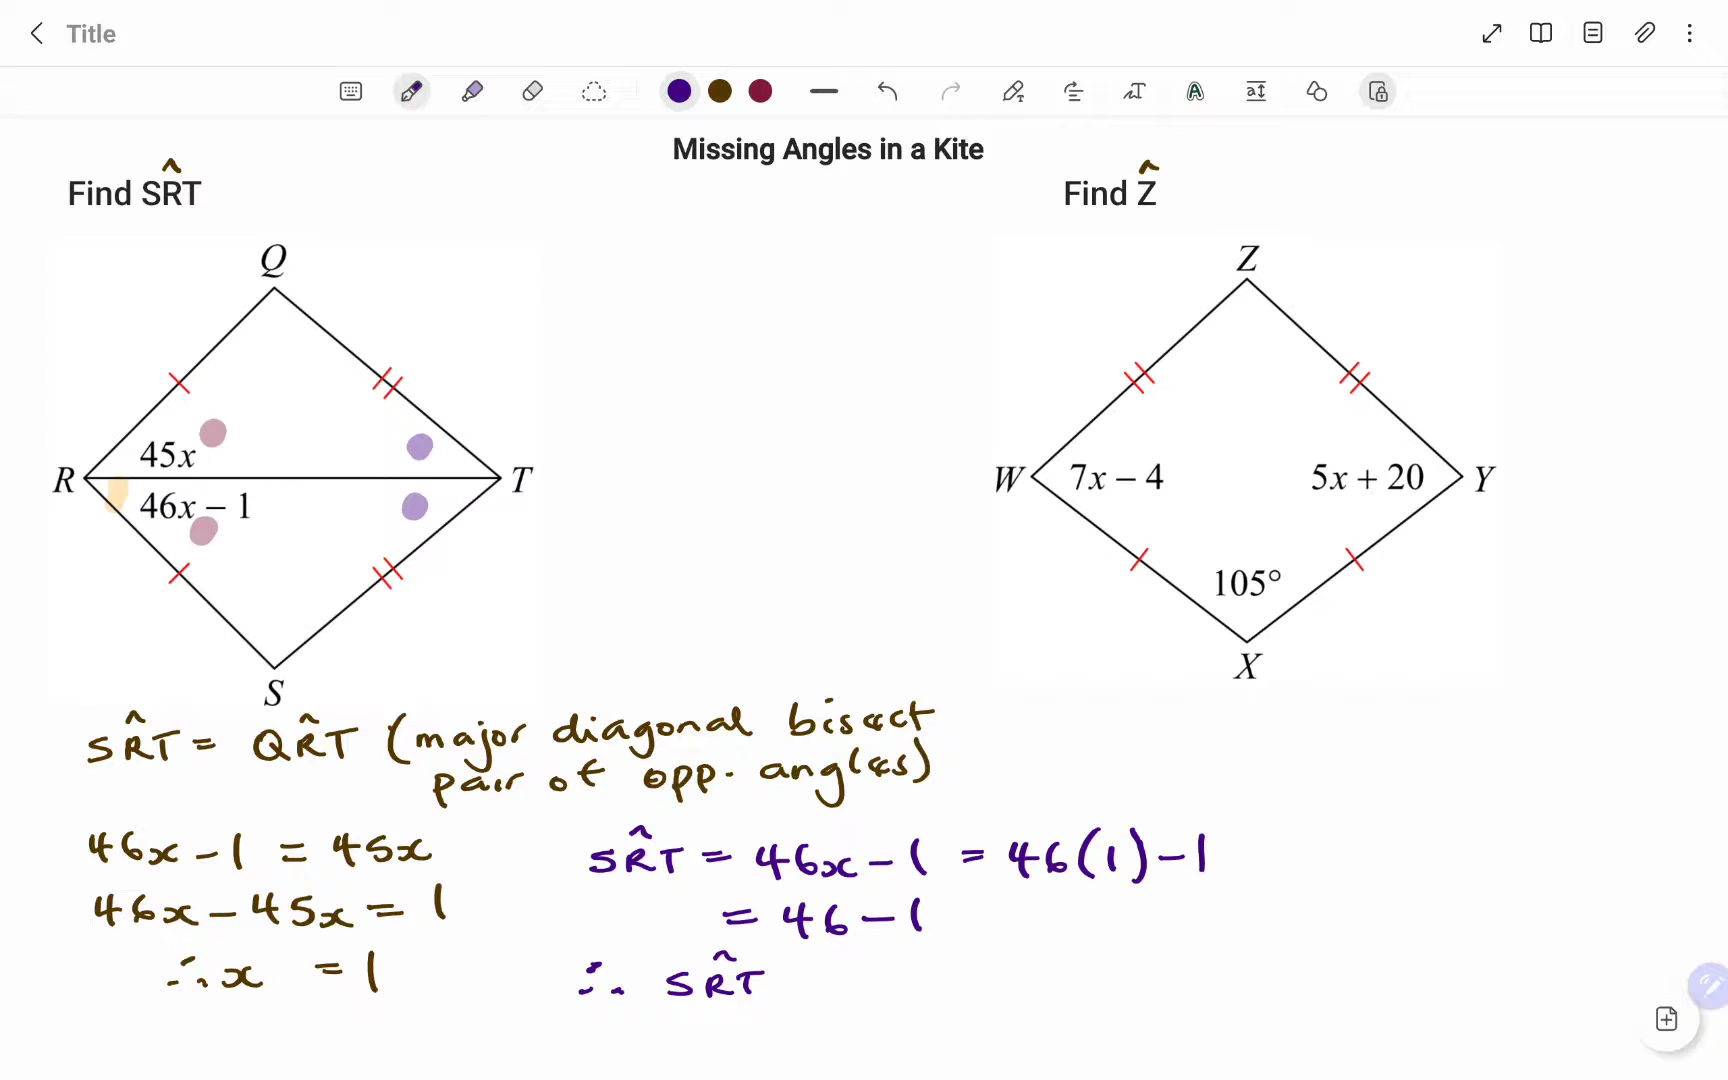 Title
Missing Angles in a Kite
Find SR̂T
Find Ẑ
Q
45x
R
T
46x – 1
S
Z
W
7x – 4
5x + 20
Y
105°
X
SR̂T = QR̂T (major diagonal bisect
pair of opp. angles)
46x – 1 = 45x
46x – 45x = 1
∴ x = 1
SR̂T = 46x – 1 = 46(1) – 1
= 46 – 1
∴ SR̂T